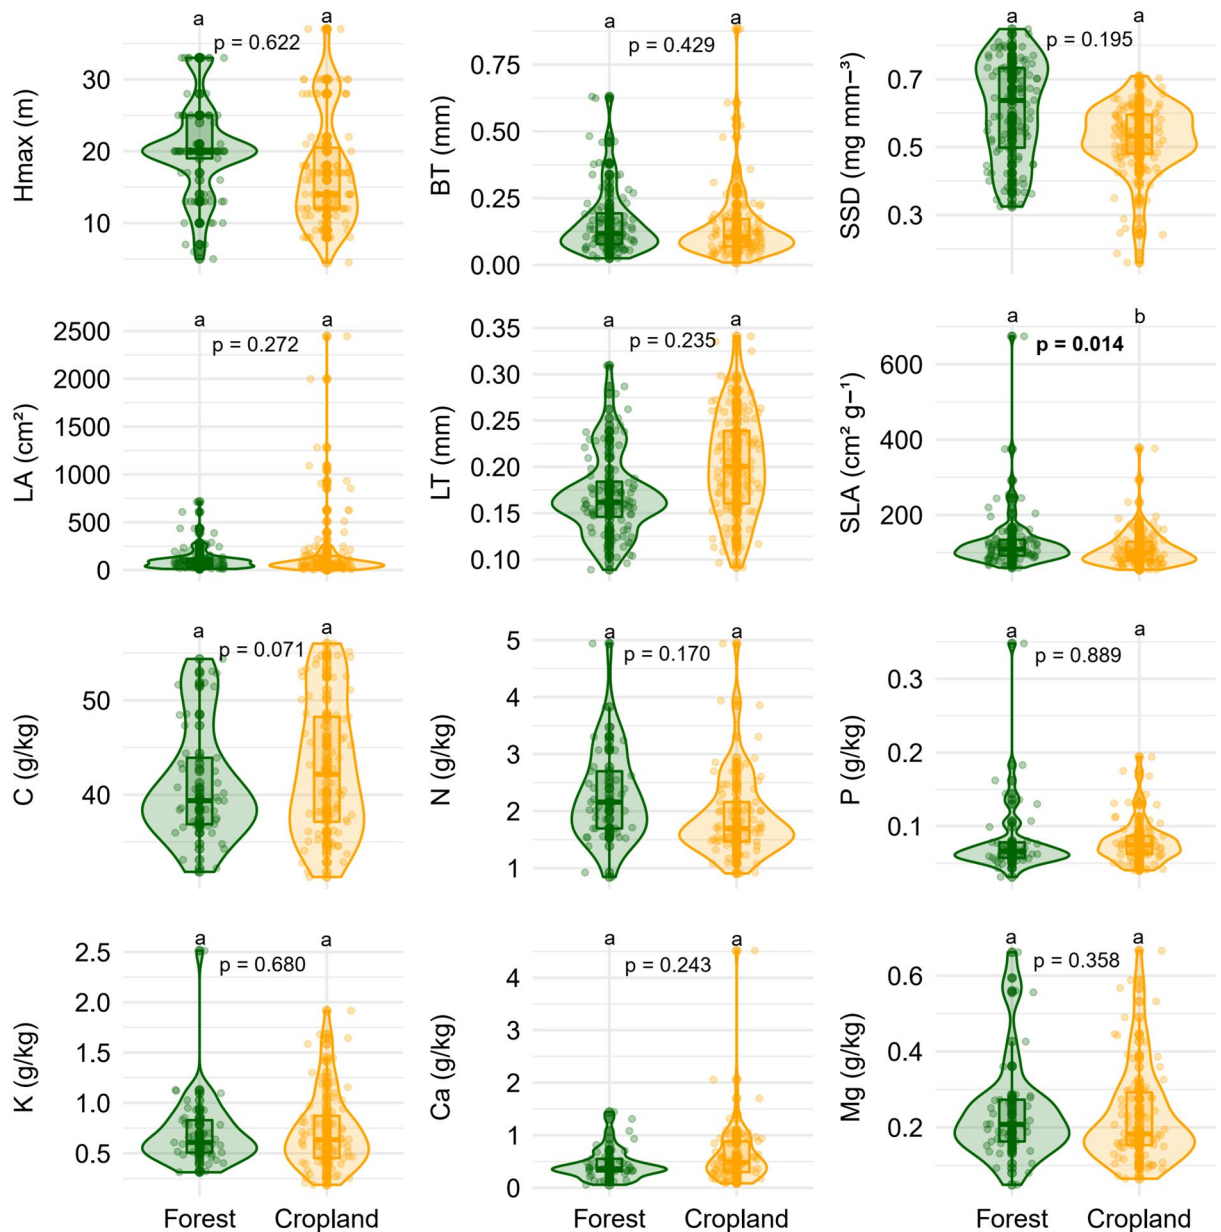 a a a a a a
p = 0.622 p = 0.429 p = 0.195
Hmax (m)
30
20
10
BT (mm)
0.75
0.50
0.25
0.00
SSD (mg mm−³)
0.7
0.5
0.3
a a a a a b
p = 0.272 p = 0.235 p = 0.014
LA (cm²)
2500
2000
1500
1000
500
0
LT (mm)
0.35
0.30
0.25
0.20
0.15
0.10
SLA (cm² g−¹)
600
400
200
a a a a a a
p = 0.071 p = 0.170 p = 0.889
C (g/kg)
50
40
N (g/kg)
5
4
3
2
1
P (g/kg)
0.3
0.2
0.1
a a a a a a
p = 0.680 p = 0.243 p = 0.358
K (g/kg)
2.5
2.0
1.5
1.0
0.5
Ca (g/kg)
4
3
2
1
0
Mg (g/kg)
0.6
0.4
0.2
Forest Cropland Forest Cropland Forest Cropland